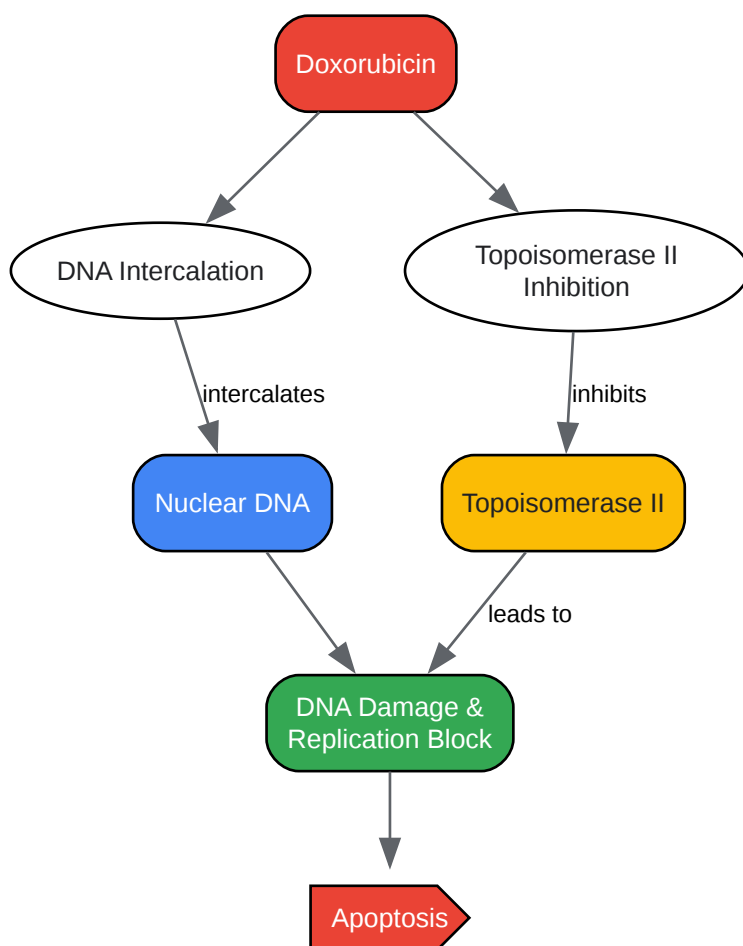 Doxorubicin
DNA Intercalation
Topoisomerase II
Inhibition
intercalates
inhibits
Nuclear DNA
Topoisomerase II
leads to
DNA Damage &
Replication Block
Apoptosis